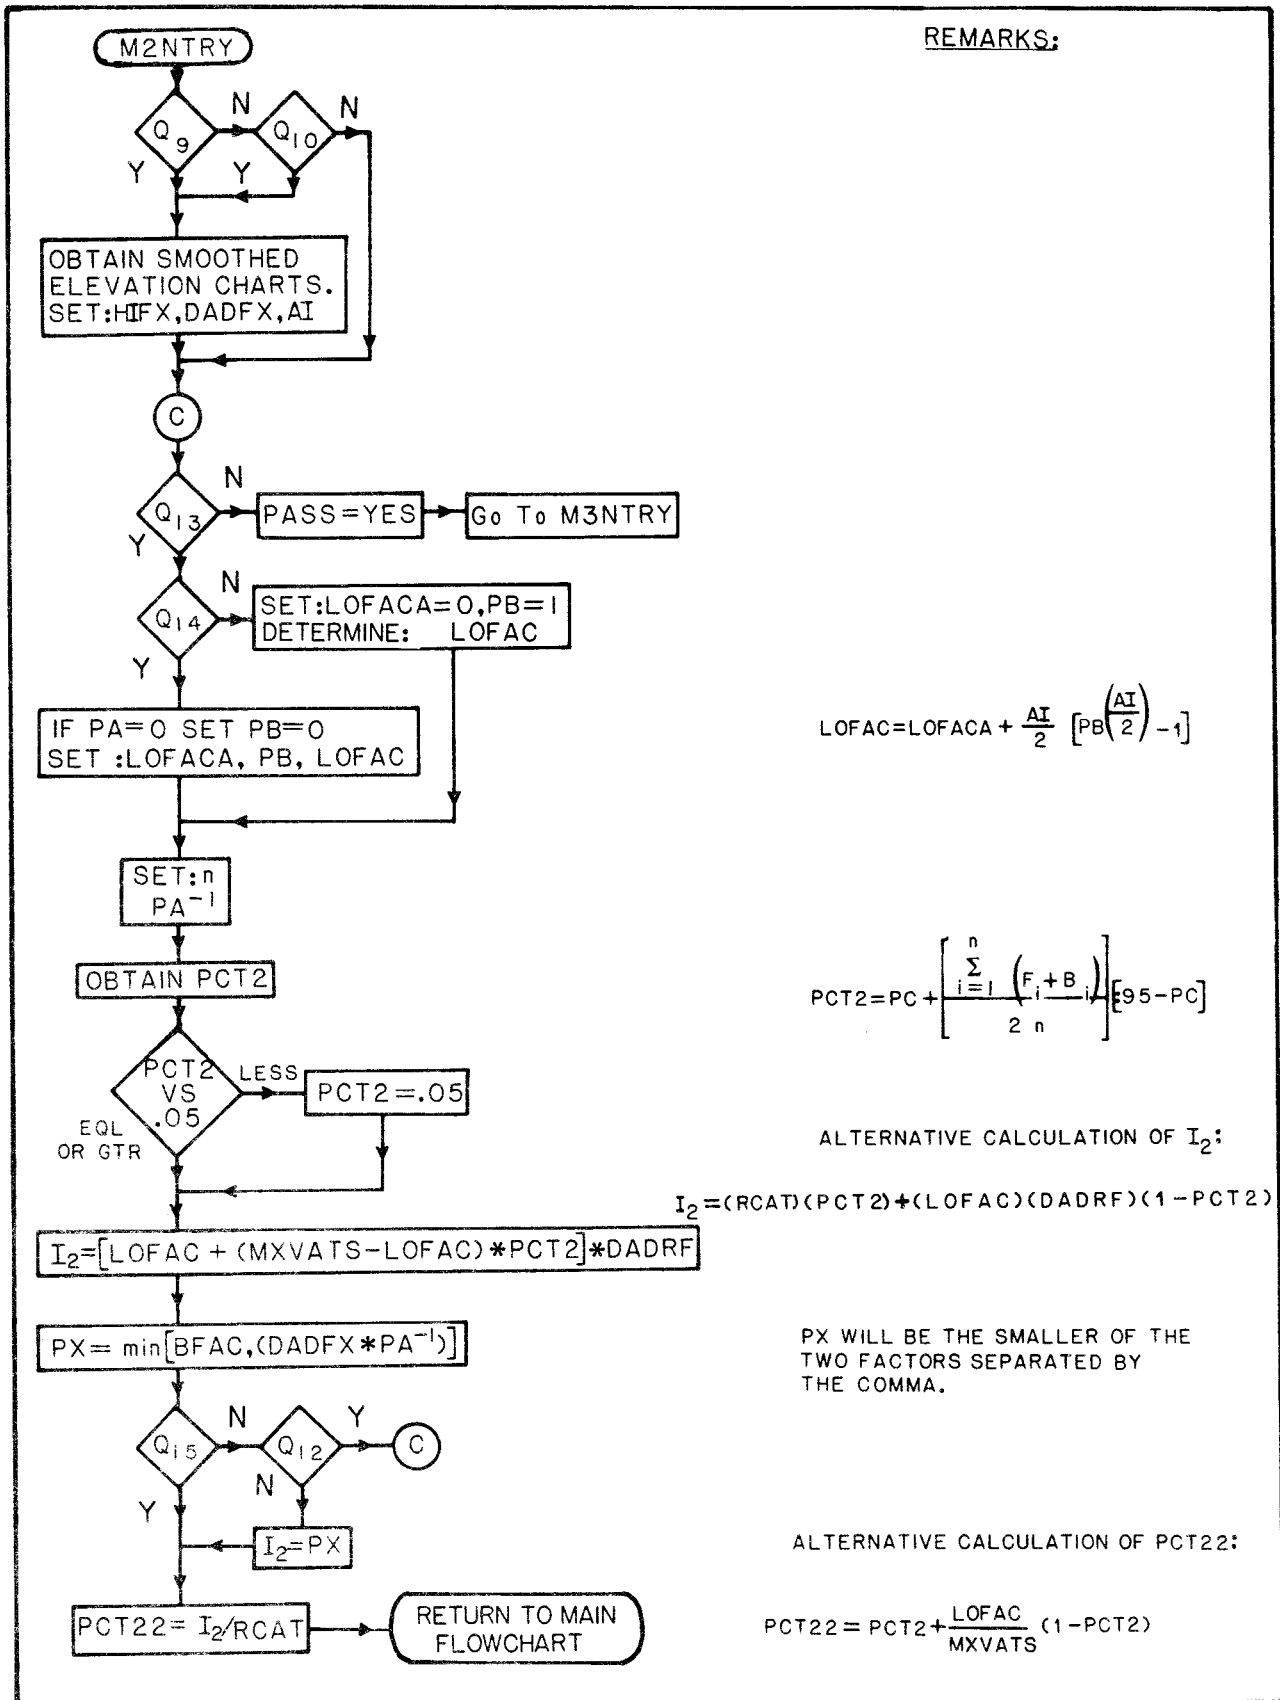 REMARKS:
M2NTRY
N
N
Q9
Q10
Y
Y
OBTAIN SMOOTHED
ELEVATION CHARTS.
SET:HIFX,DADFX,AI
C
N
Q13
PASS=YES
Go To M3NTRY
Y
N
Q14
SET:LOFACA=0,PB=1
DETERMINE: LOFAC
Y
IF PA=0 SET PB=0
SET :LOFACA, PB, LOFAC
LOFAC=LOFACA + AI/2 [PB^(AI/2) -1]
SET:n
PA⁻¹
OBTAIN PCT2
PCT2=PC+[∑ i=1 n (Fi+Bi) / 2 n][.95-PC]
PCT2
VS
.05
LESS
PCT2=.05
EQL
OR GTR
ALTERNATIVE CALCULATION OF I₂:
I₂=(RCAT)(PCT2)+(LOFAC)(DADRF)(1-PCT2)
I₂=[LOFAC + (MXVATS-LOFAC)*PCT2]*DADRF
PX= min[BFAC,(DADFX*PA⁻¹)]
PX WILL BE THE SMALLER OF THE
TWO FACTORS SEPARATED BY
THE COMMA.
N
Y
Q15
Q12
C
Y
N
I₂=PX
ALTERNATIVE CALCULATION OF PCT22:
PCT22= I₂/RCAT
RETURN TO MAIN
FLOWCHART
PCT22= PCT2+ LOFAC/MXVATS (1-PCT2)